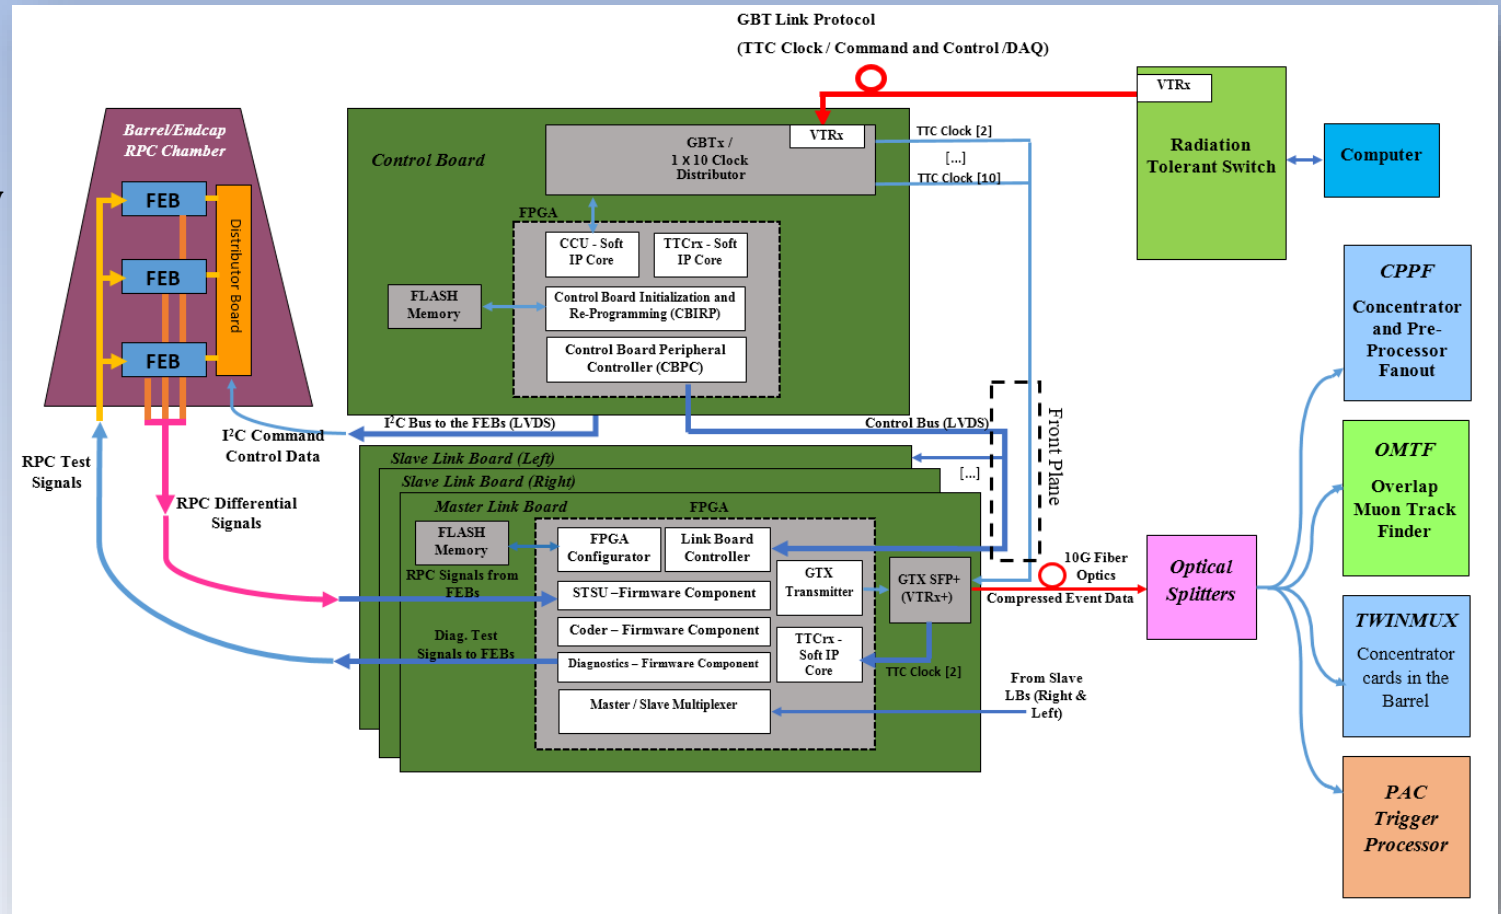 GBT Link Protocol
(TTC Clock / Command and Control /DAQ)
VTRx
Radiation
Tolerant Switch
Computer
Barrel/Endcap
RPC Chamber
FEB
FEB
FEB
Distributor Board
Control Board
VTRx
GBTx /
1 x 10 Clock
Distributor
TTC Clock [2]
[...]
TTC Clock [10]
FPGA
CCU - Soft
IP Core
TTCrx - Soft
IP Core
FLASH
Memory
Control Board Initialization and
Re-Programming (CBIRP)
Control Board Peripheral
Controller (CBPC)
I2C Bus to the FEBs (LVDS)
Control Bus (LVDS)
I2C Command
Control Data
RPC Test
Signals
RPC Differential
Signals
Front Plane
Slave Link Board (Left)
[...]
Slave Link Board (Right)
Master Link Board
FPGA
FLASH
Memory
FPGA
Configurator
Link Board
Controller
RPC Signals from
FEBs
STSU –Firmware Component
GTX
Transmitter
GTX SFP+
(VTRx+)
Coder – Firmware Component
Diag. Test
Signals to FEBs
Diagnostics – Firmware Component
TTCrx -
Soft IP
Core
TTC Clock [2]
Master / Slave Multiplexer
From Slave
LBs (Right &
Left)
10G Fiber
Optics
Compressed Event Data
Optical
Splitters
CPPF
Concentrator
and Pre-
Processor
Fanout
OMTF
Overlap
Muon Track
Finder
TWINMUX
Concentrator
cards in the
Barrel
PAC
Trigger
Processor